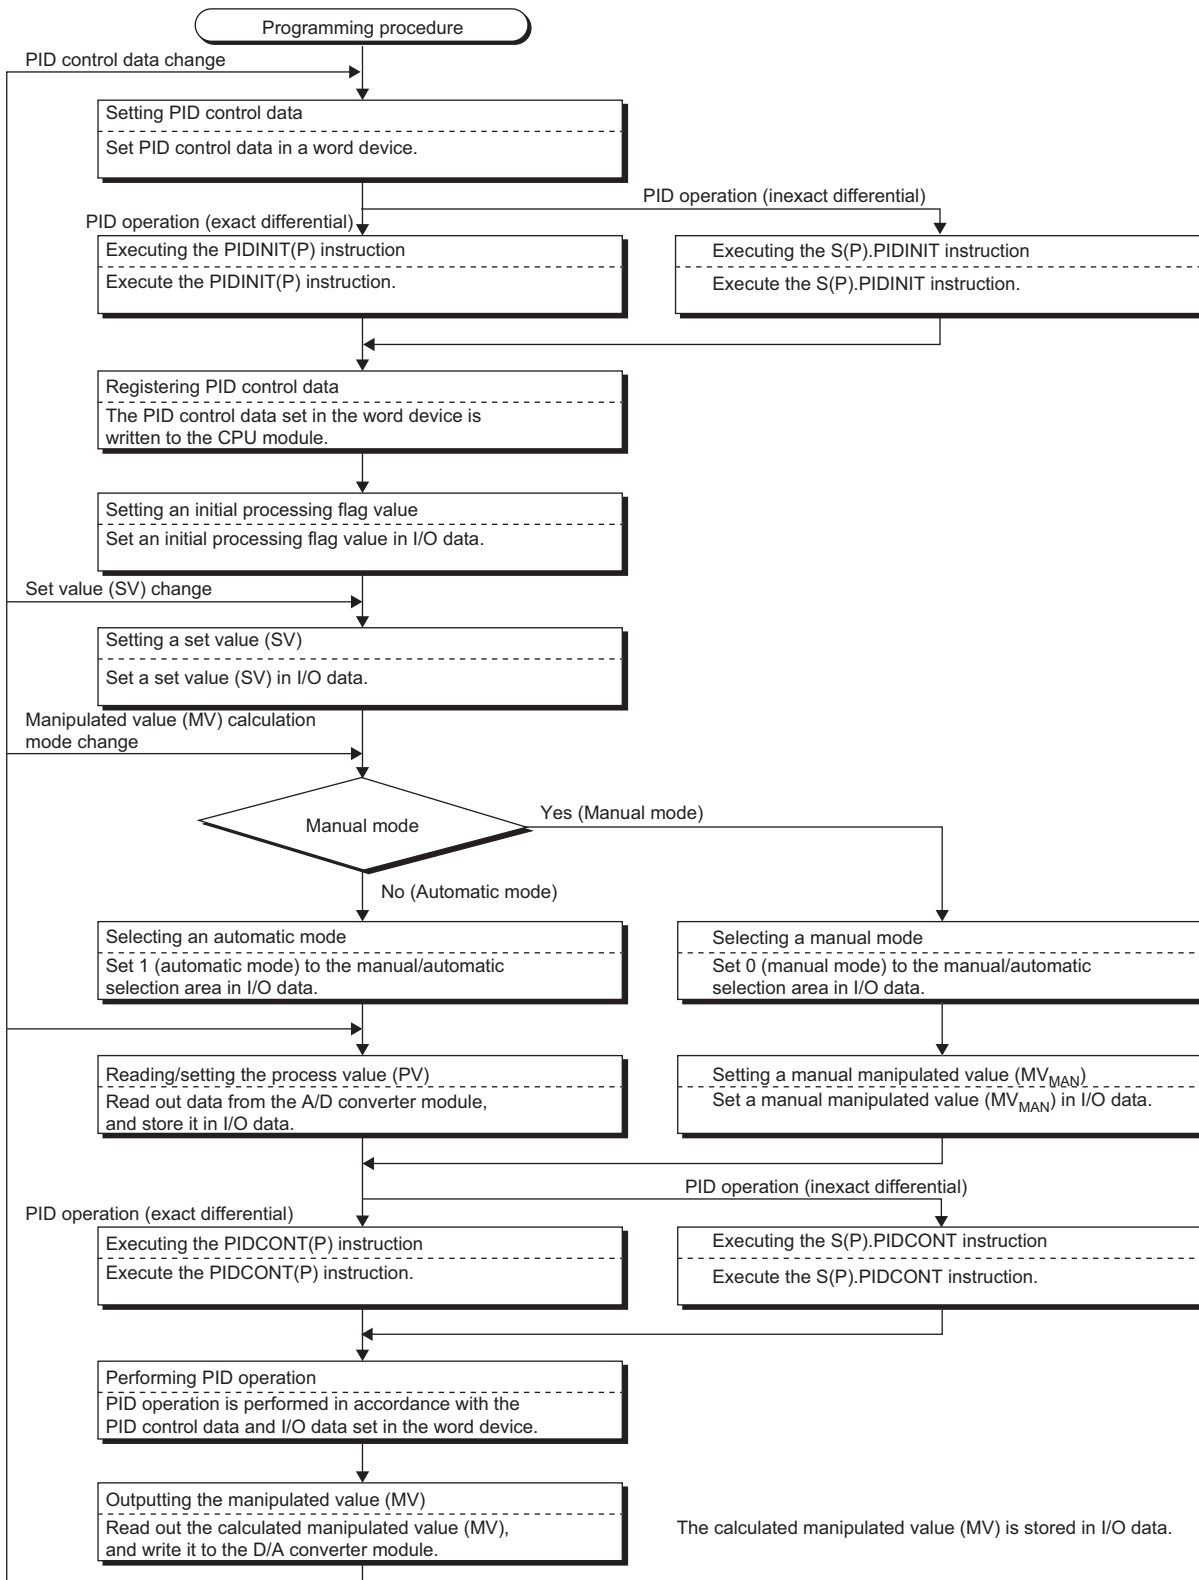 Programming procedure
PID control data change
Setting PID control data
Set PID control data in a word device.
PID operation (inexact differential)
PID operation (exact differential)
Executing the PIDINIT(P) instruction
Execute the PIDINIT(P) instruction.
Executing the S(P).PIDINIT instruction
Execute the S(P).PIDINIT instruction.
Registering PID control data
The PID control data set in the word device is
written to the CPU module.
Setting an initial processing flag value
Set an initial processing flag value in I/O data.
Set value (SV) change
Setting a set value (SV)
Set a set value (SV) in I/O data.
Manipulated value (MV) calculation
mode change
Manual mode
Yes (Manual mode)
No (Automatic mode)
Selecting an automatic mode
Set 1 (automatic mode) to the manual/automatic
selection area in I/O data.
Selecting a manual mode
Set 0 (manual mode) to the manual/automatic
selection area in I/O data.
Reading/setting the process value (PV)
Read out data from the A/D converter module,
and store it in I/O data.
Setting a manual manipulated value (MVMAN)
Set a manual manipulated value (MVMAN) in I/O data.
PID operation (inexact differential)
PID operation (exact differential)
Executing the PIDCONT(P) instruction
Execute the PIDCONT(P) instruction.
Executing the S(P).PIDCONT instruction
Execute the S(P).PIDCONT instruction.
Performing PID operation
PID operation is performed in accordance with the
PID control data and I/O data set in the word device.
Outputting the manipulated value (MV)
Read out the calculated manipulated value (MV),
and write it to the D/A converter module.
The calculated manipulated value (MV) is stored in I/O data.